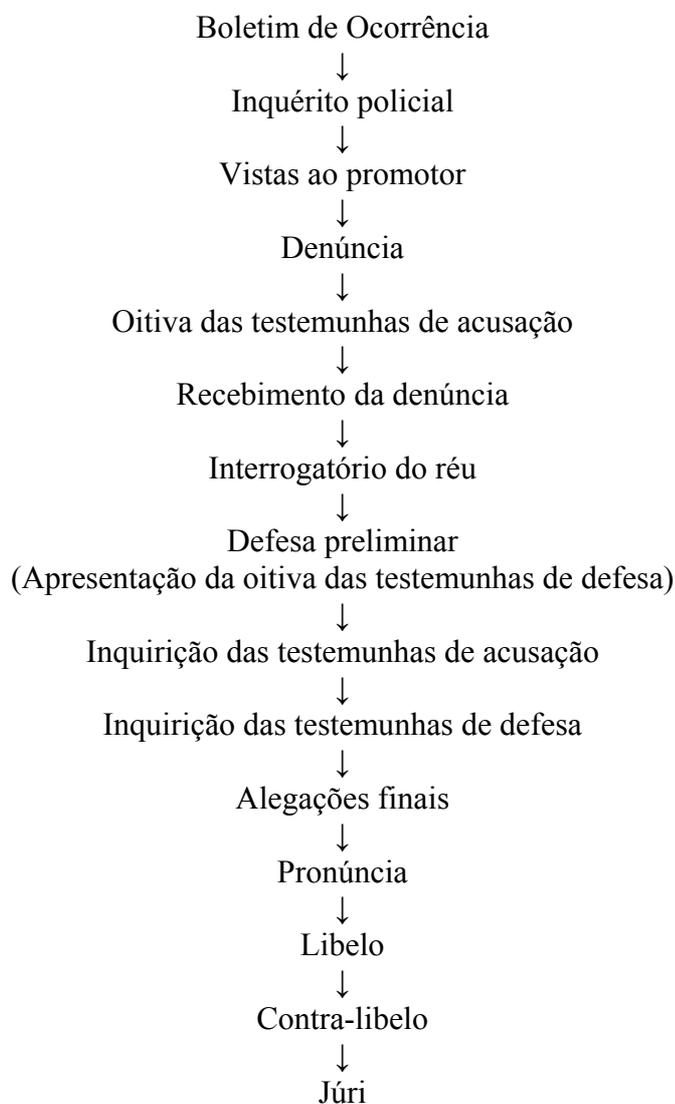 Boletim de Ocorrência
↓
Inquérito policial
↓
Vistas ao promotor
↓
Denúncia
↓
Oitiva das testemunhas de acusação
↓
Recebimento da denúncia
↓
Interrogatório do réu
↓
Defesa preliminar
(Apresentação da oitiva das testemunhas de defesa)
↓
Inquirição das testemunhas de acusação
↓
Inquirição das testemunhas de defesa
↓
Alegações finais
↓
Pronúncia
↓
Libelo
↓
Contra-libelo
↓
Júri